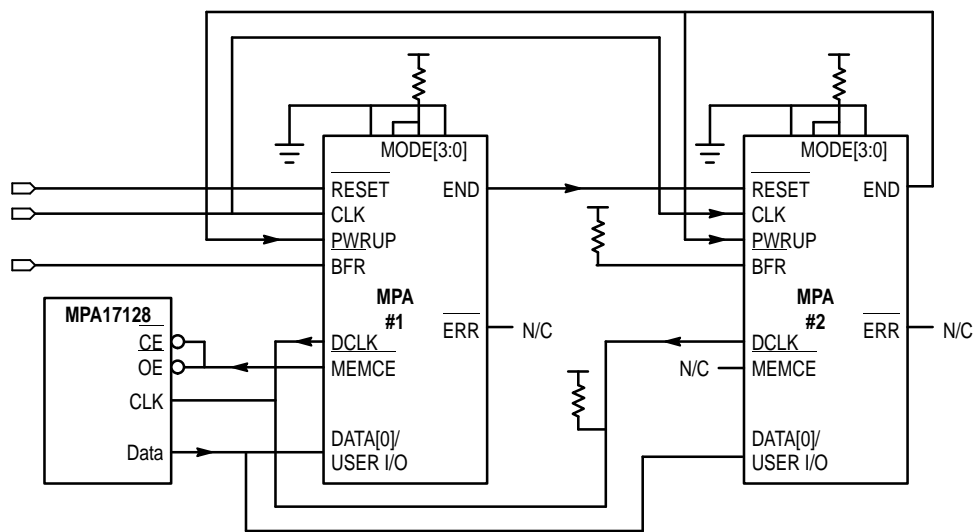 MODE[3:0]
RESET
END
CLK
PWRUP
BFR
MPA
#1
ERR
N/C
DCLK
MEMCE
DATA[0]/
USER I/O
MPA17128
CE
OE
CLK
Data
MODE[3:0]
RESET
END
CLK
PWRUP
BFR
MPA
#2
ERR
N/C
DCLK
N/C
MEMCE
DATA[0]/
USER I/O